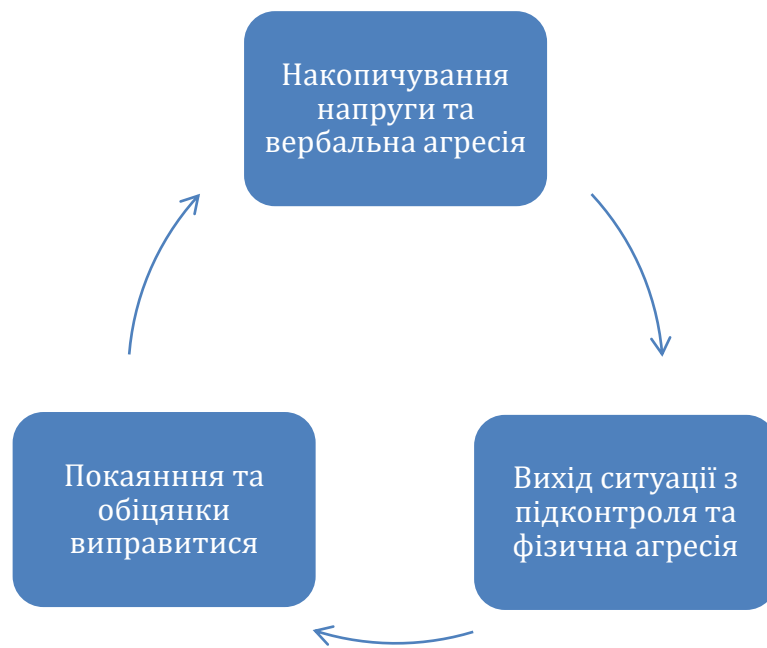 Накопичування
напруги та
вербальна агресія
Вихід ситуації з
підконтроля та
фізична агресія
Покаянння та
обіцянки
виправитися